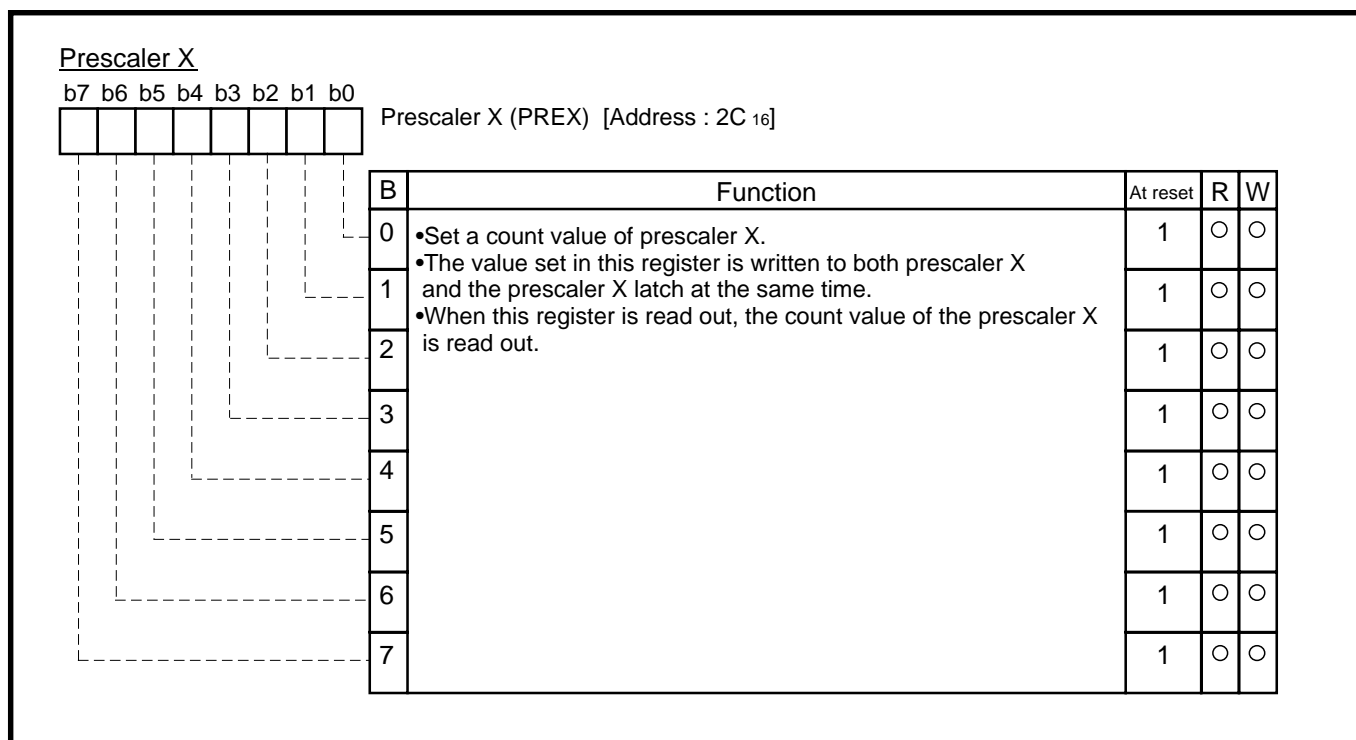 Prescaler X
b7 b6 b5 b4 b3 b2 b1 b0
Prescaler X (PREX) [Address : 2C 16]
B Function At reset R W
0 •Set a count value of prescaler X. 1 ○ ○
•The value set in this register is written to both prescaler X
1 and the prescaler X latch at the same time. 1 ○ ○
•When this register is read out, the count value of the prescaler X
2 is read out. 1 ○ ○
3 1 ○ ○
4 1 ○ ○
5 1 ○ ○
6 1 ○ ○
7 1 ○ ○